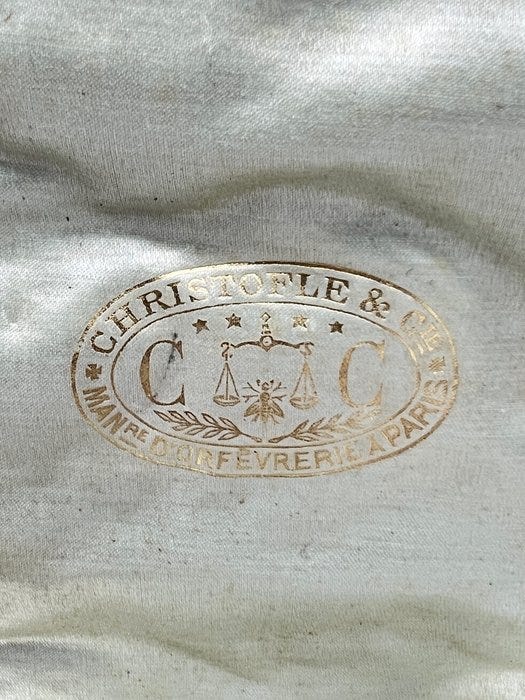 CHRISTOFLE & Cie
C C
MANRE D'ORFÈVRERIE À PARIS